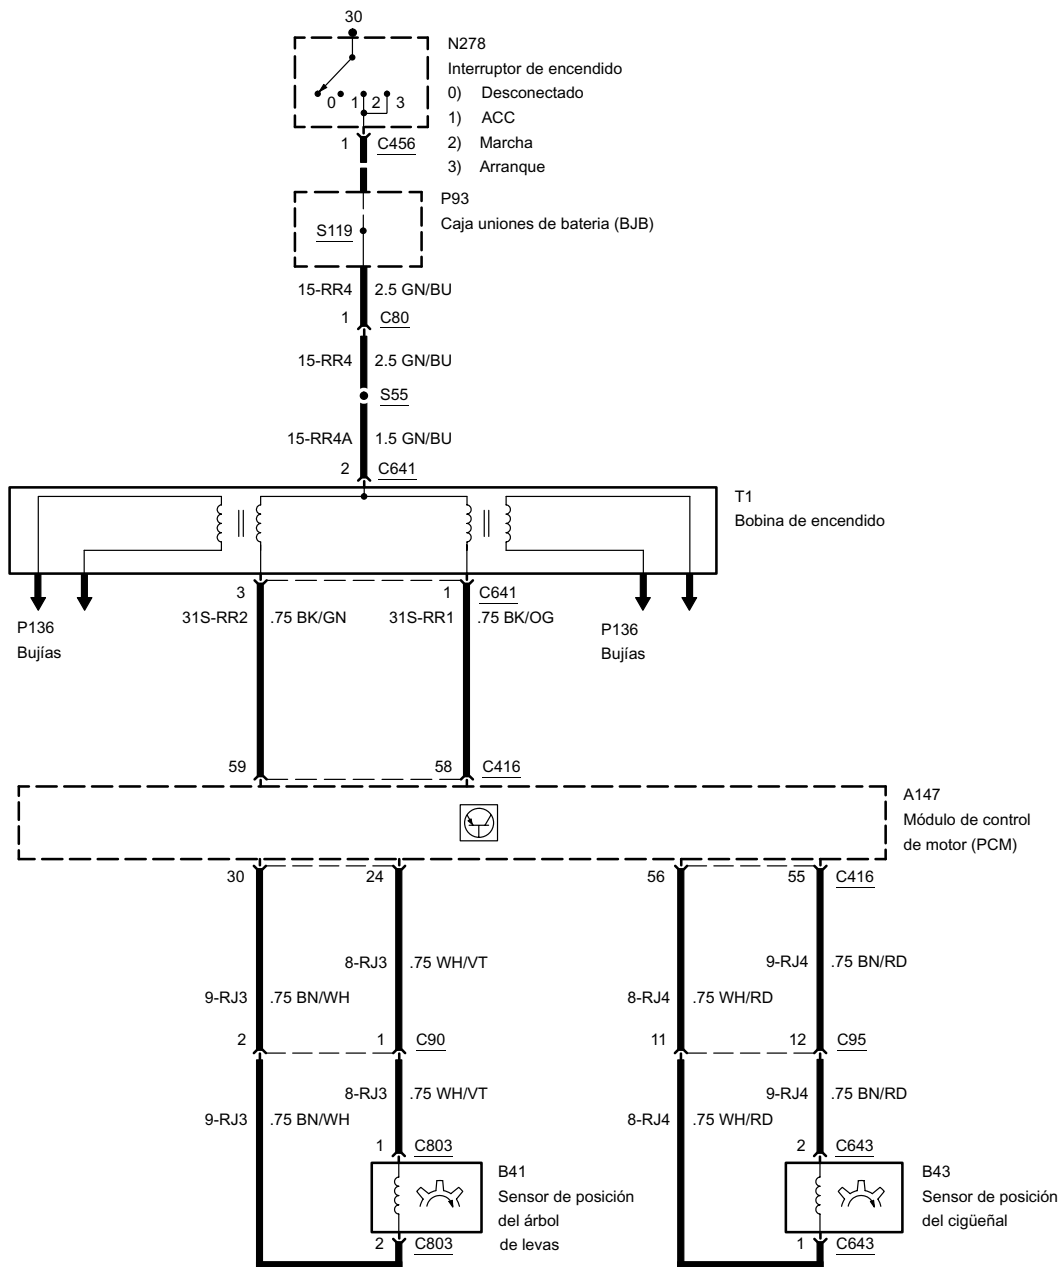 30
N278
Interruptor de encendido
0) Desconectado
1) ACC
2) Marcha
3) Arranque
0 1 2 3
1 C456
P93
Caja uniones de bateria (BJB)
S119
15-RR4 2.5 GN/BU
1 C80
15-RR4 2.5 GN/BU
S55
15-RR4A 1.5 GN/BU
2 C641
T1
Bobina de encendido
3 1 C641
31S-RR2 .75 BK/GN 31S-RR1 .75 BK/OG
P136
Bujías
P136
Bujías
59 58 C416
A147
Módulo de control
de motor (PCM)
30 24 56 55 C416
8-RJ3 .75 WH/VT 9-RJ4 .75 BN/RD
9-RJ3 .75 BN/WH 8-RJ4 .75 WH/RD
2 1 C90 11 12 C95
8-RJ3 .75 WH/VT 9-RJ4 .75 BN/RD
9-RJ3 .75 BN/WH 8-RJ4 .75 WH/RD
1 C803 2 C643
B41
Sensor de posición
del árbol
de levas
B43
Sensor de posición
del cigüeñal
2 C803 1 C643